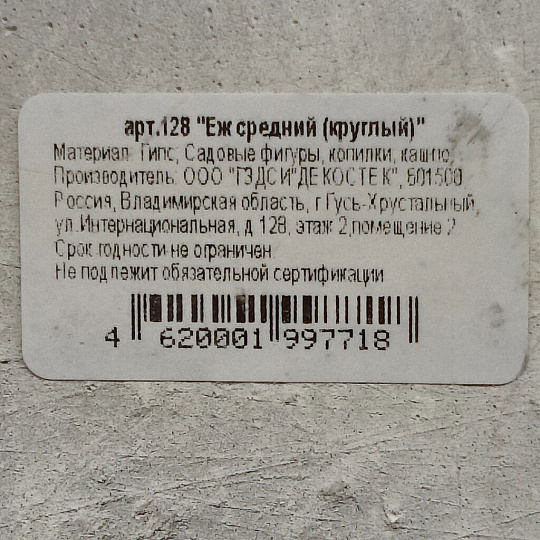 арт.128 "Еж средний (круглый)"
Материал: Гипс, Садовые фигуры, копилки, кашпо,
Производитель: ООО "ГЭДСИ"ДЕКОСТЕК", 601500
Россия, Владимирская область, г Гусь-Хрустальный,
ул.Интернациональная, д 128, этаж 2,помещение 2
Срок годности не ограничен.
Не подлежит обязательной сертификации
4 620001 997718